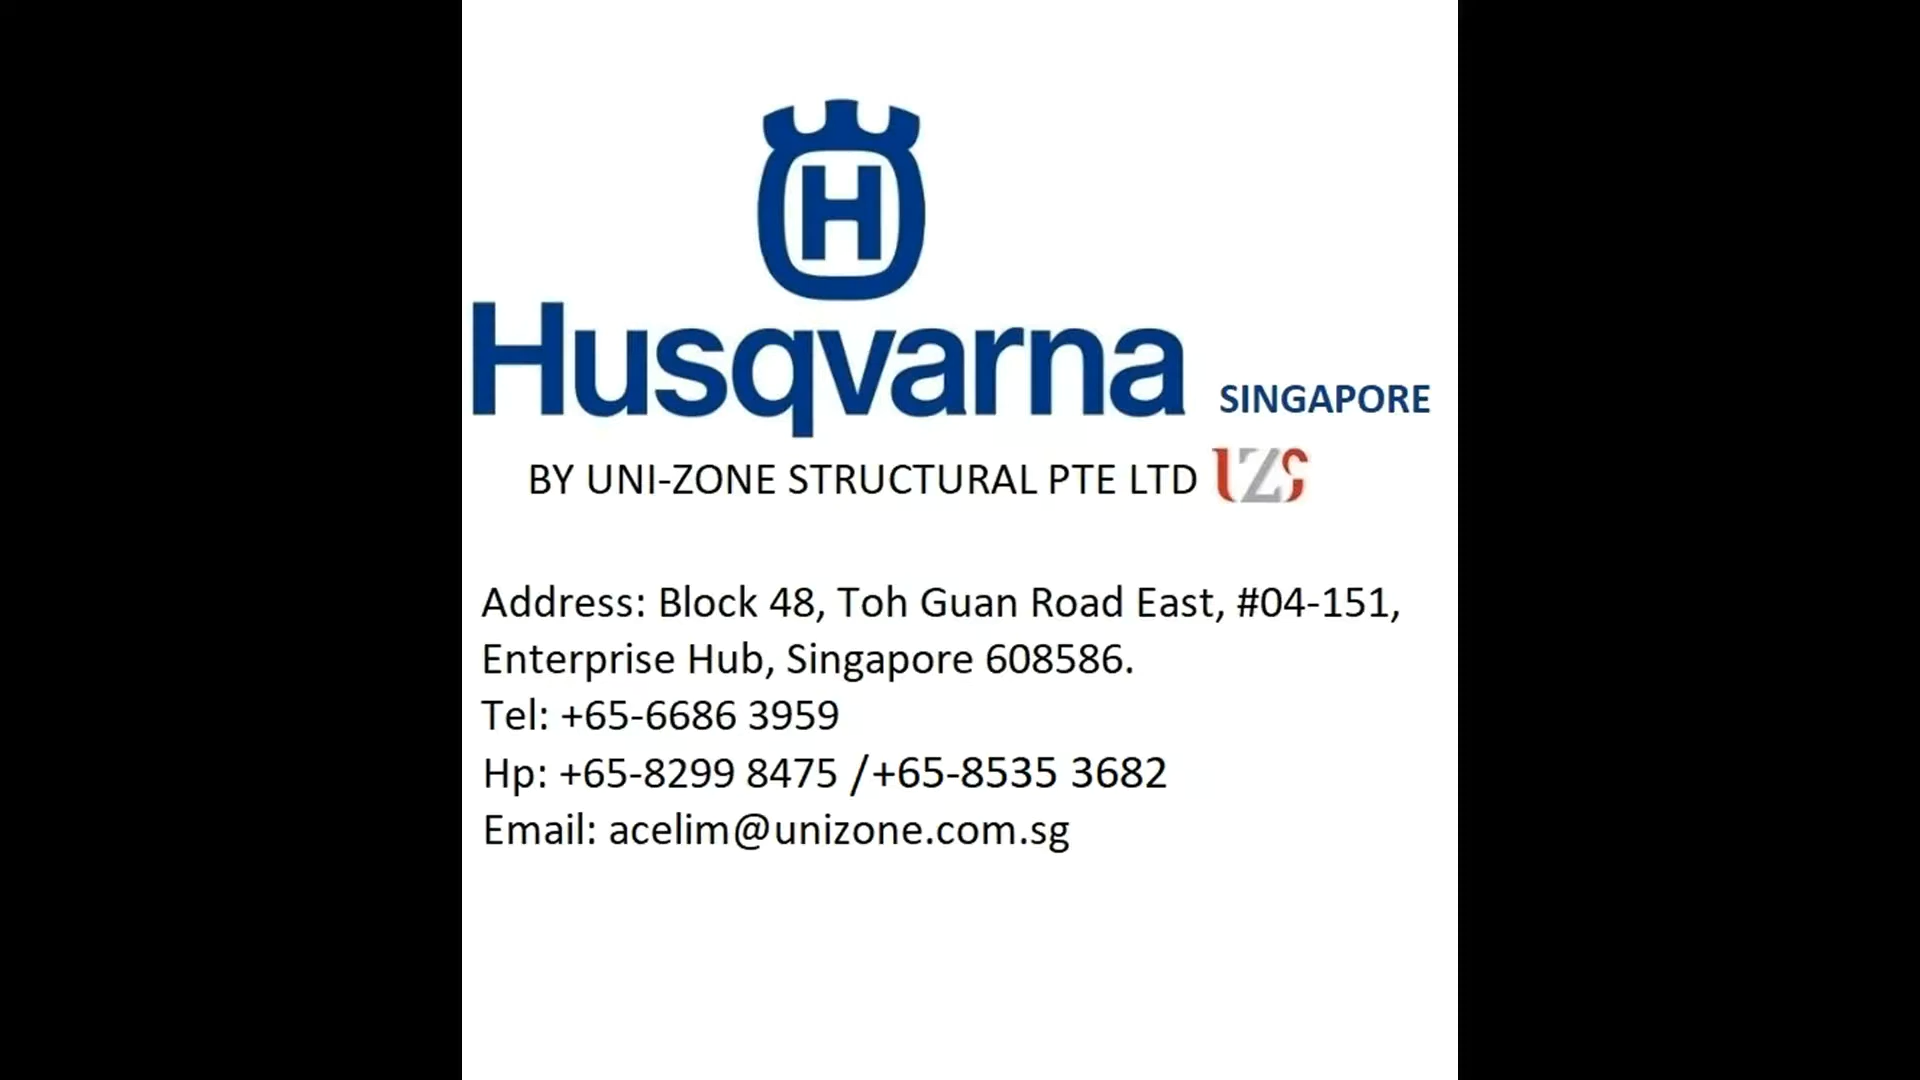 H
Husqvarna SINGAPORE
BY UNI-ZONE STRUCTURAL PTE LTD UZS
Address: Block 48, Toh Guan Road East, #04-151,
Enterprise Hub, Singapore 608586.
Tel: +65-6686 3959
Hp: +65-8299 8475 /+65-8535 3682
Email: acelim@unizone.com.sg